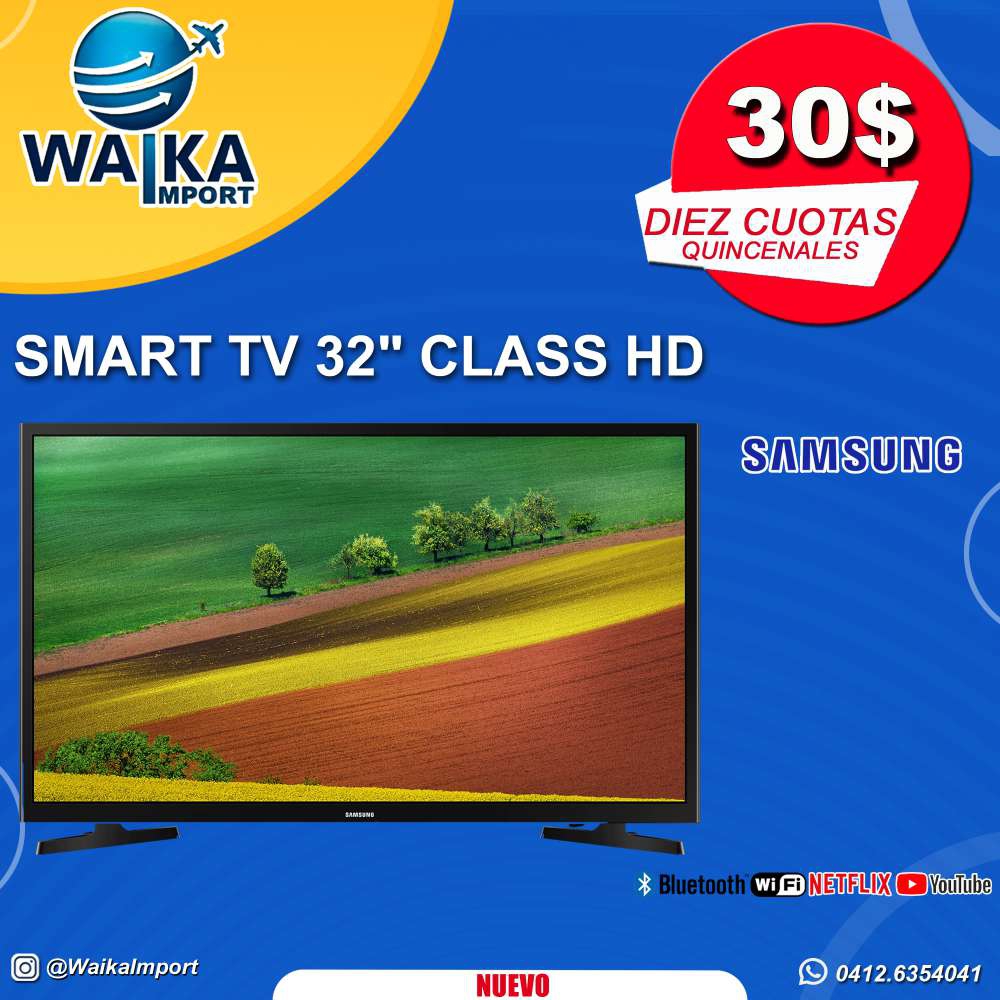 WAIKA
IMPORT
30$
DIEZ CUOTAS
QUINCENALES
SMART TV 32" CLASS HD
SAMSUNG
SAMSUNG
Bluetooth WiFi NETFLIX YouTube
@WaikaImport
NUEVO
0412.6354041